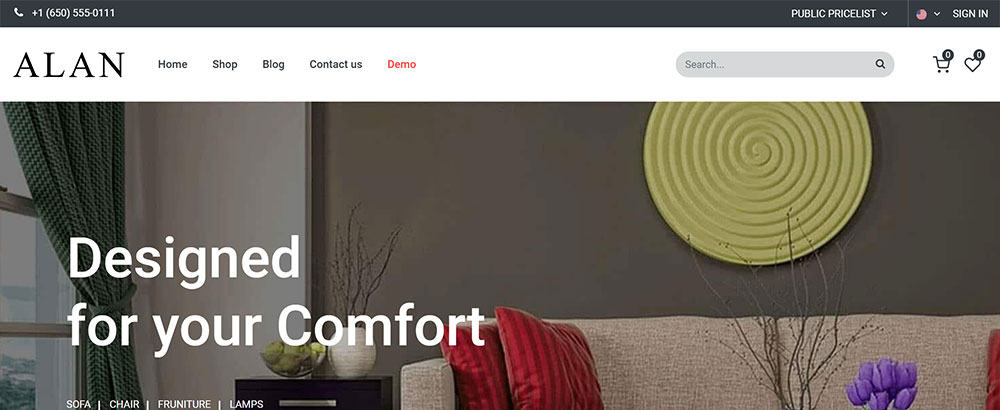 +1 (650) 555-0111 PUBLIC PRICELIST SIGN IN
ALAN Home Shop Blog Contact us Demo Search... 0 0
Designed
for your Comfort
SOFA | CHAIR | FRUNITURE | LAMPS